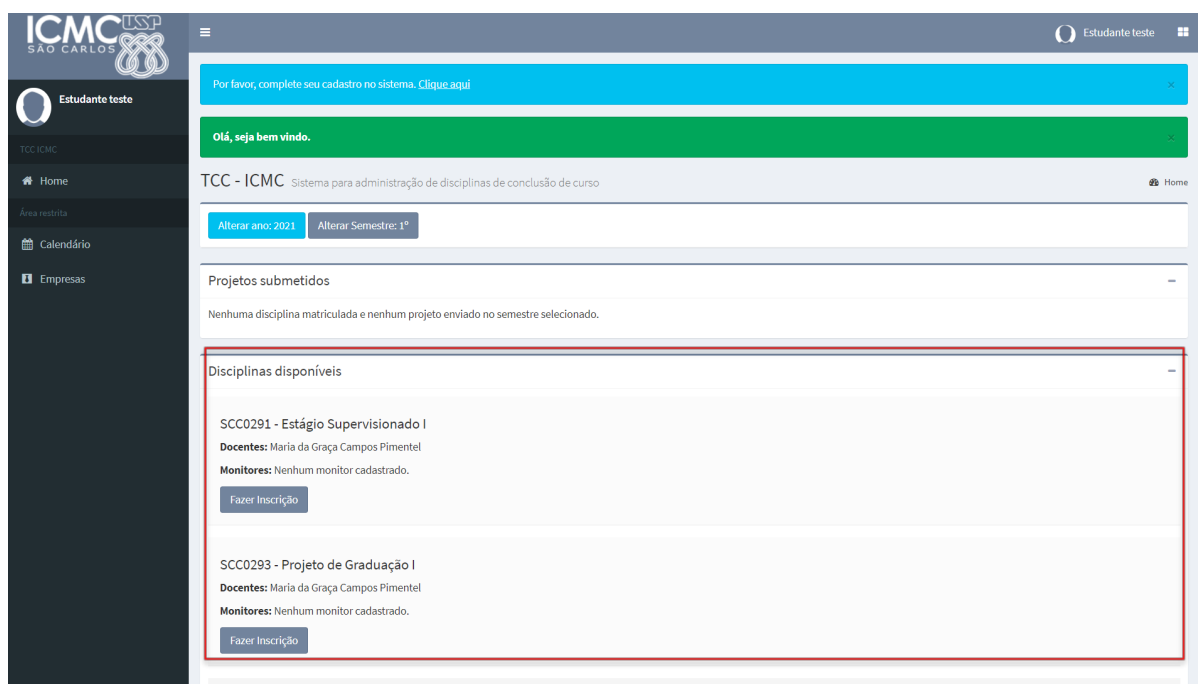 ICMC USP
SÃO CARLOS
Estudante teste
Estudante teste
TCC ICMC
Home
Área restrita
Calendário
Empresas
Por favor, complete seu cadastro no sistema. Clique aqui ×
Olá, seja bem vindo. ×
TCC - ICMC Sistema para administração de disciplinas de conclusão de curso
Home
Alterar ano: 2021 Alterar Semestre: 1º
Projetos submetidos
Nenhuma disciplina matriculada e nenhum projeto enviado no semestre selecionado.
Disciplinas disponíveis
SCC0291 - Estágio Supervisionado I
Docentes: Maria da Graça Campos Pimentel
Monitores: Nenhum monitor cadastrado.
Fazer Inscrição
SCC0293 - Projeto de Graduação I
Docentes: Maria da Graça Campos Pimentel
Monitores: Nenhum monitor cadastrado.
Fazer Inscrição